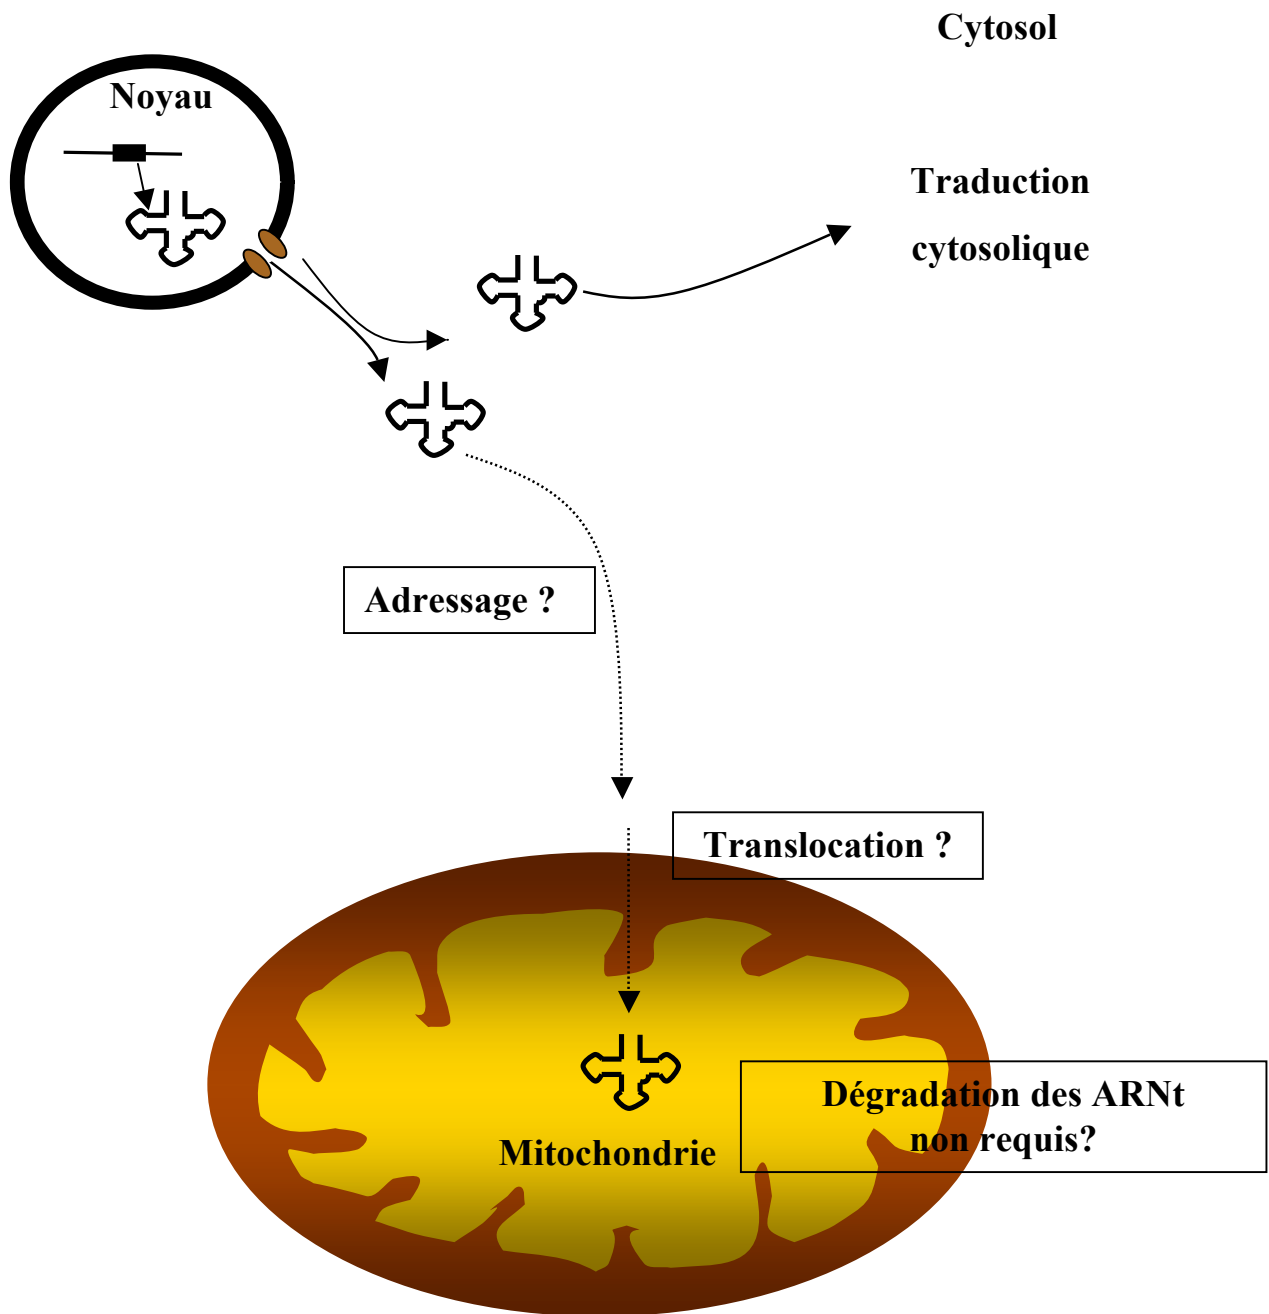 Cytosol
Noyau
Traduction
cytosolique
Adressage ?
Translocation ?
Dégradation des ARNt
non requis?
Mitochondrie